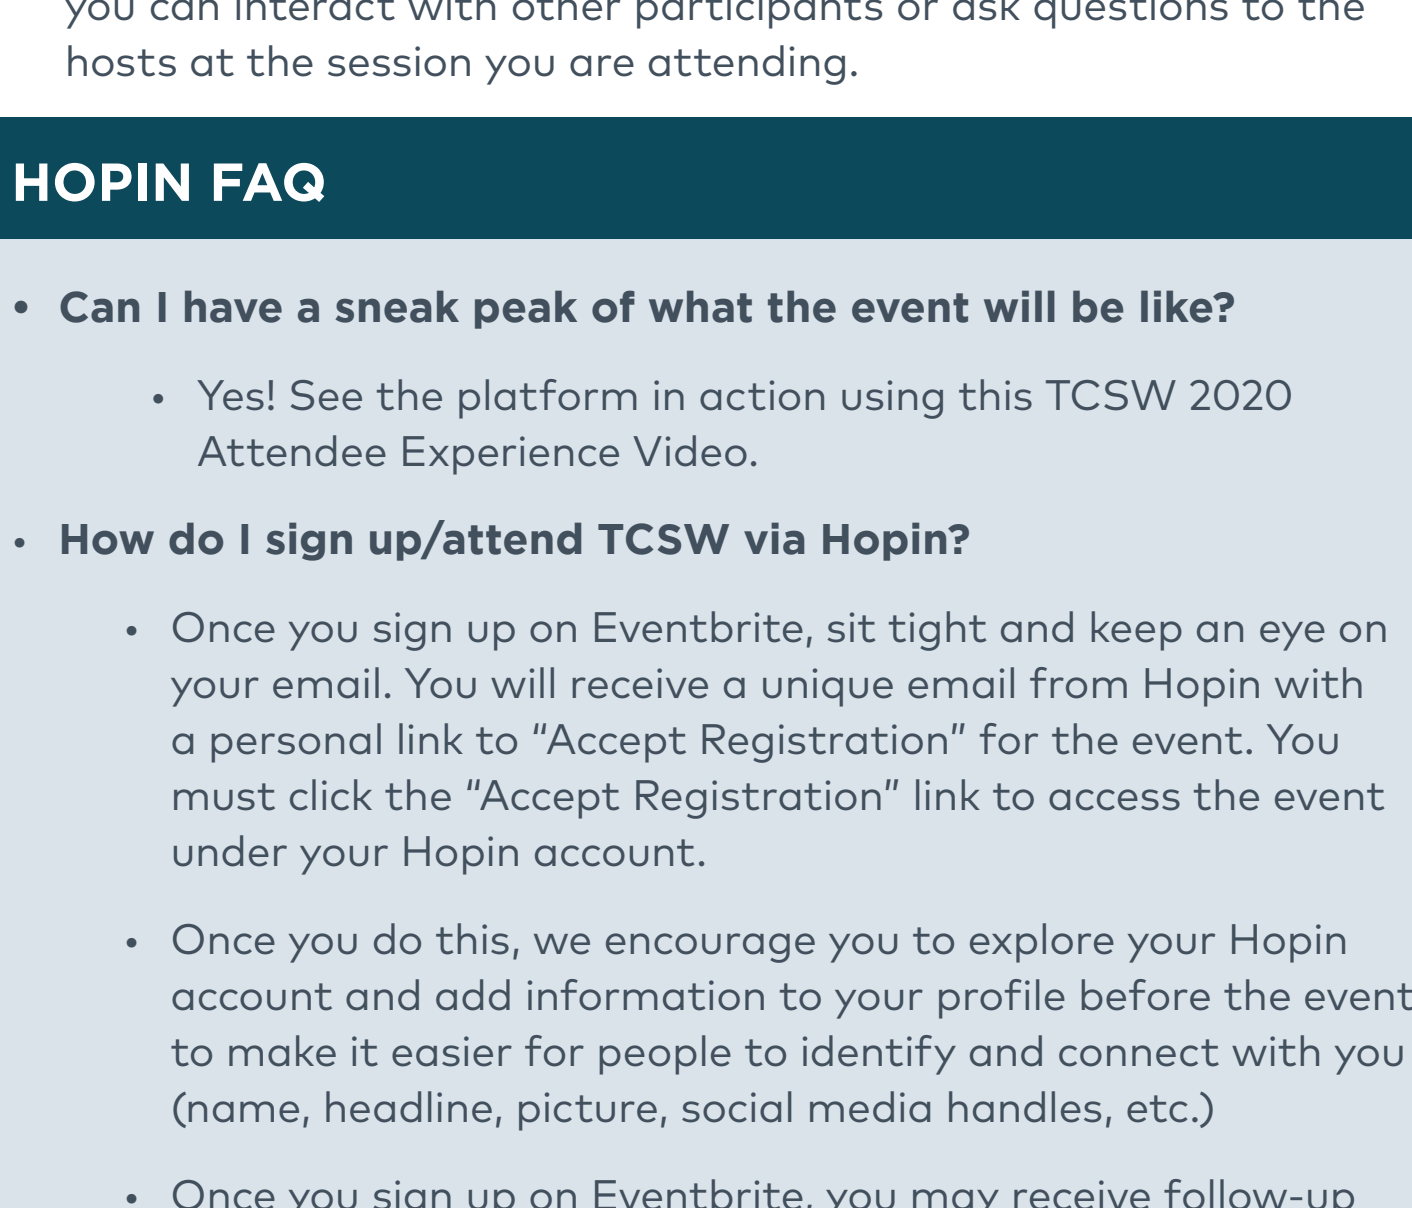 you can interact with other participants or ask questions to the
hosts at the session you are attending.
HOPIN FAQ
• Can I have a sneak peak of what the event will be like?
• Yes! See the platform in action using this TCSW 2020
Attendee Experience Video.
• How do I sign up/attend TCSW via Hopin?
• Once you sign up on Eventbrite, sit tight and keep an eye on
your email. You will receive a unique email from Hopin with
a personal link to “Accept Registration” for the event. You
must click the “Accept Registration” link to access the event
under your Hopin account.
• Once you do this, we encourage you to explore your Hopin
account and add information to your profile before the event
to make it easier for people to identify and connect with you
(name, headline, picture, social media handles, etc.)
• Once you sign up on Eventbrite, you may receive follow-up